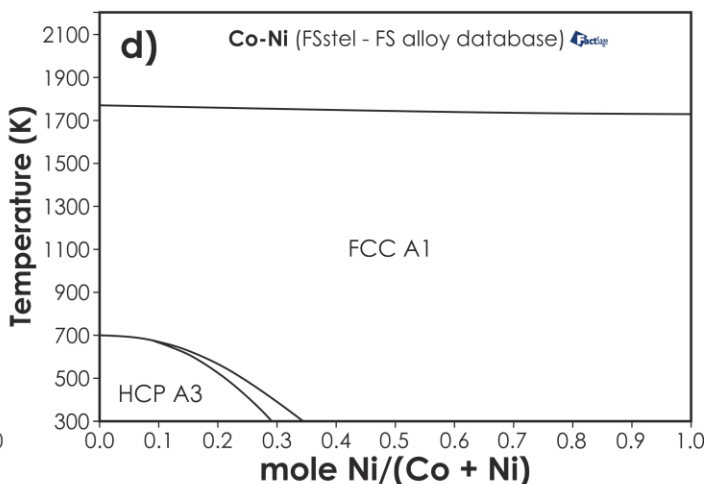 d)
Co-Ni (FSstel - FS alloy database) FactSage
Temperature (K)
2100
1900
1700
1500
1300
1100
900
700
500
300
FCC A1
HCP A3
0
0.0 0.1 0.2 0.3 0.4 0.5 0.6 0.7 0.8 0.9 1.0
mole Ni/(Co + Ni)